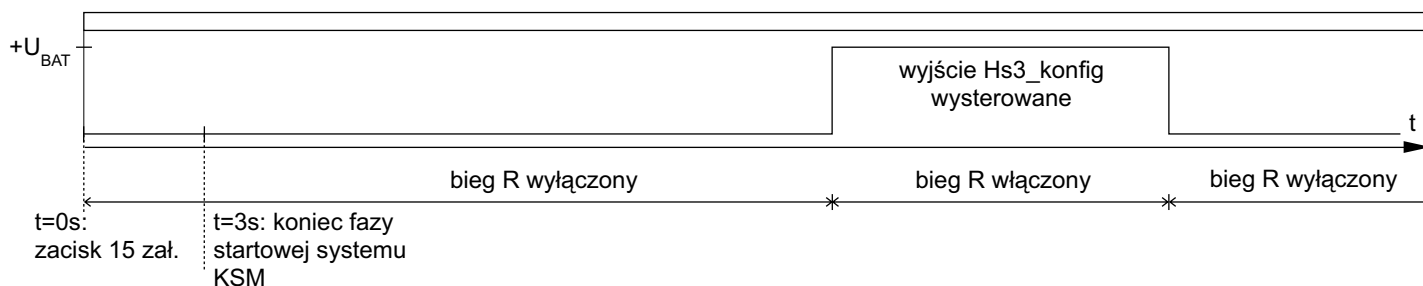 +U_BAT
wyjście Hs3_konfig
wysterowane
t
bieg R wyłączony
bieg R włączony
bieg R wyłączony
t=0s:
zacisk 15 zał.
t=3s: koniec fazy
startowej systemu
KSM